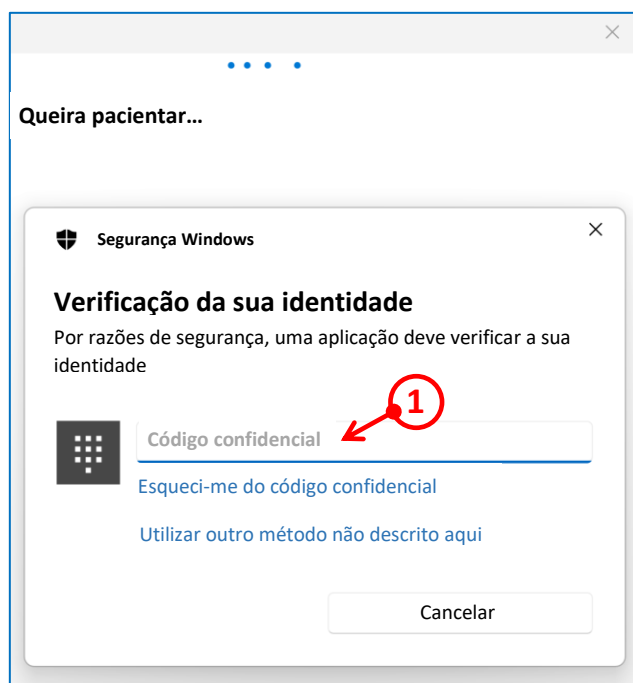 Queira pacientar...
Segurança Windows
Verificação da sua identidade
Por razões de segurança, uma aplicação deve verificar a sua
identidade
1
Código confidencial
Esqueci-me do código confidencial
Utilizar outro método não descrito aqui
Cancelar